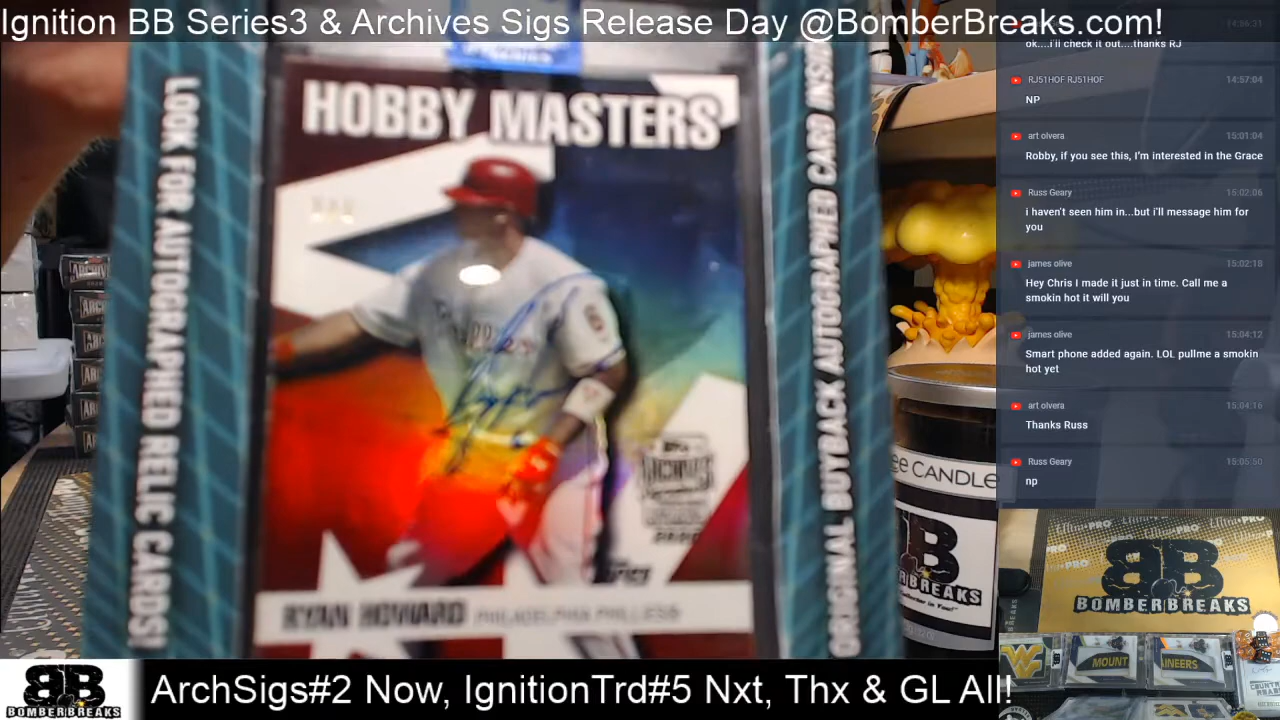 Ignition BB Series3 & Archives Sigs Release Day @BomberBreaks.com!
ok....i'll check it out....thanks RJ
RJ51HOF RJ51HOF 14:57:04
NP
art olvera 15:01:04
Robby, if you see this, I'm interested in the Grace
Russ Geary 15:02:06
i haven't seen him in...but i'll message him for
you
james olive 15:02:18
Hey Chris I made it just in time. Call me a
smokin hot it will you
james olive 15:04:12
Smart phone added again. LOL pullme a smokin
hot yet
art olvera 15:04:16
Thanks Russ
Russ Geary 15:05:50
np
LOOK FOR AUTOGRAPHED RELIC CARDS!
HOBBY MASTERS
ORIGINAL BUYBACK AUTOGRAPHED CARD INSIDE
ARCHIVES
RYAN HOWARD PHILADELPHIA PHILLIES
CANDLE
BB
BOMBERBREAKS
MOUNT AINEERS
BB
BOMBERBREAKS
ArchSigs#2 Now, IgnitionTrd#5 Nxt, Thx & GL All!